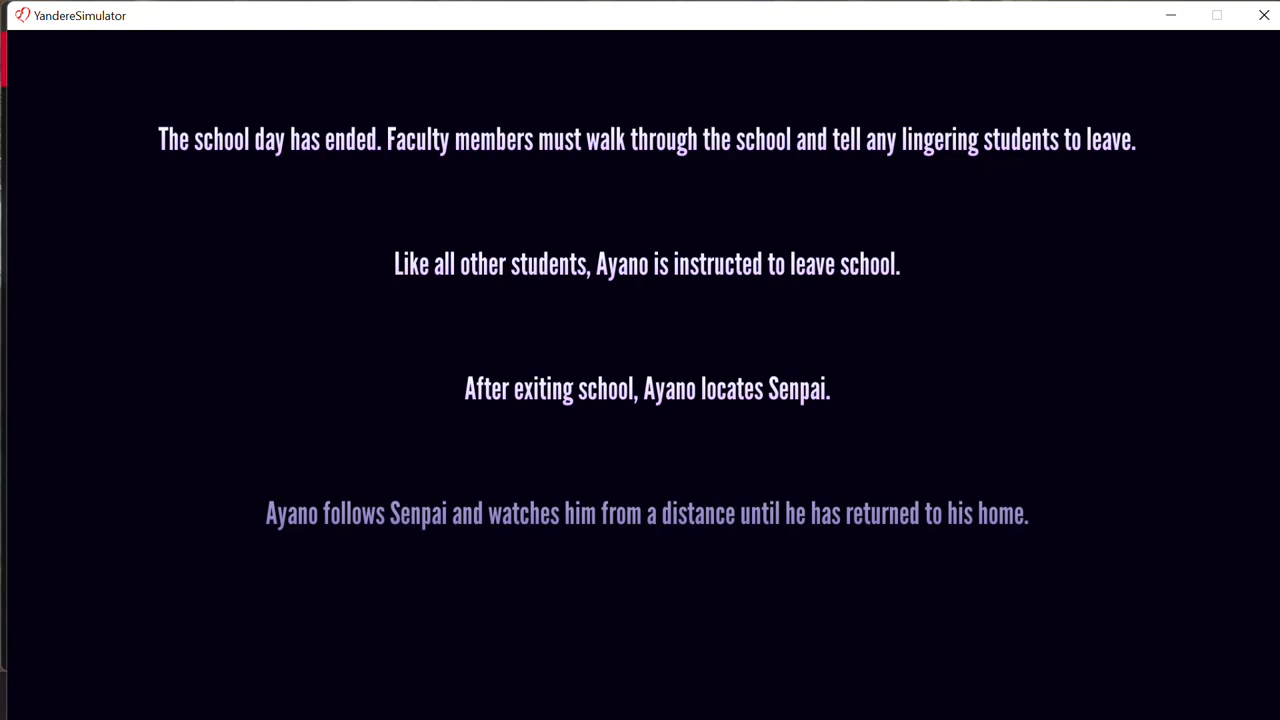 YandereSimulator
The school day has ended. Faculty members must walk through the school and tell any lingering students to leave.
Like all other students, Ayano is instructed to leave school.
After exiting school, Ayano locates Senpai.
Ayano follows Senpai and watches him from a distance until he has returned to his home.